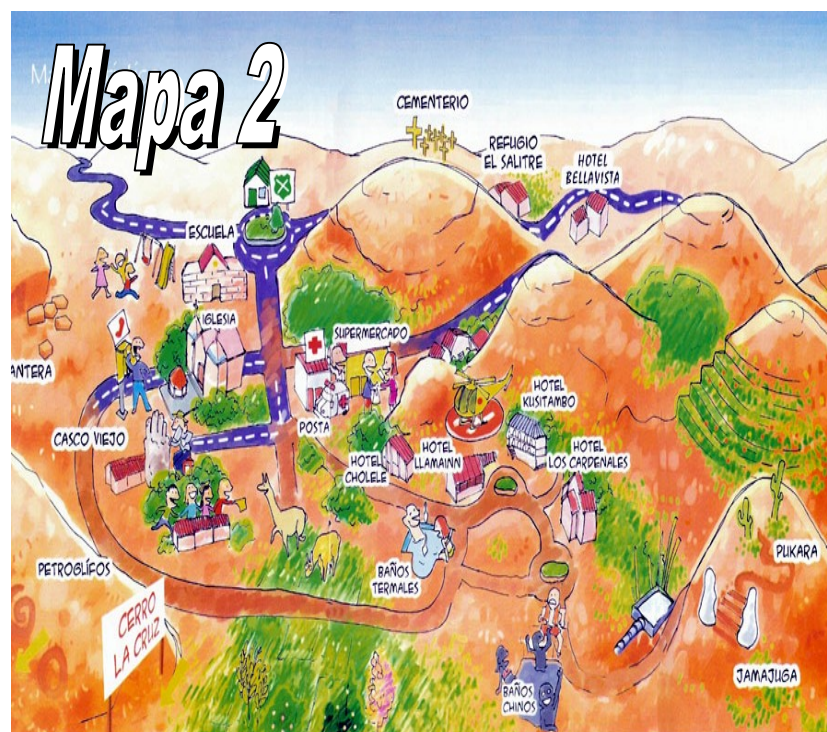 Mapa 2
CEMENTERIO
REFUGIO
EL SALITRE
HOTEL
BELLAVISTA
ESCUELA
IGLESIA
SUPERMERCADO
ANTERA
CASCO VIEJO
POSTA
HOTEL
CHOLELE
HOTEL
LLAMAINN
HOTEL
KUSITAMBO
HOTEL
LOS CARDENALES
PETROGLÍFOS
BAÑOS
TERMALES
PUKARA
CERRO
LA CRUZ
JAMAJUGA
BAÑOS
CHINOS